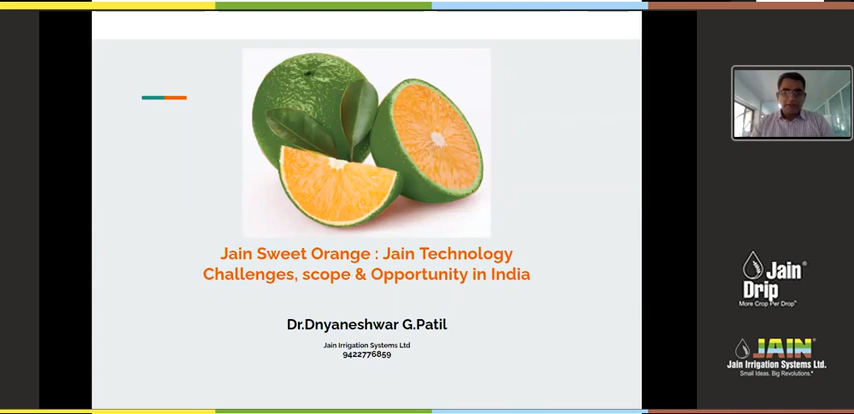 Jain Sweet Orange : Jain Technology
Challenges, scope & Opportunity in India
Dr.Dnyaneshwar G.Patil
Jain Irrigation Systems Ltd
9422776859
Jain®
Drip
More Crop Per Drop®
JAIN®
Jain Irrigation Systems Ltd.
Small Ideas. Big Revolutions.®